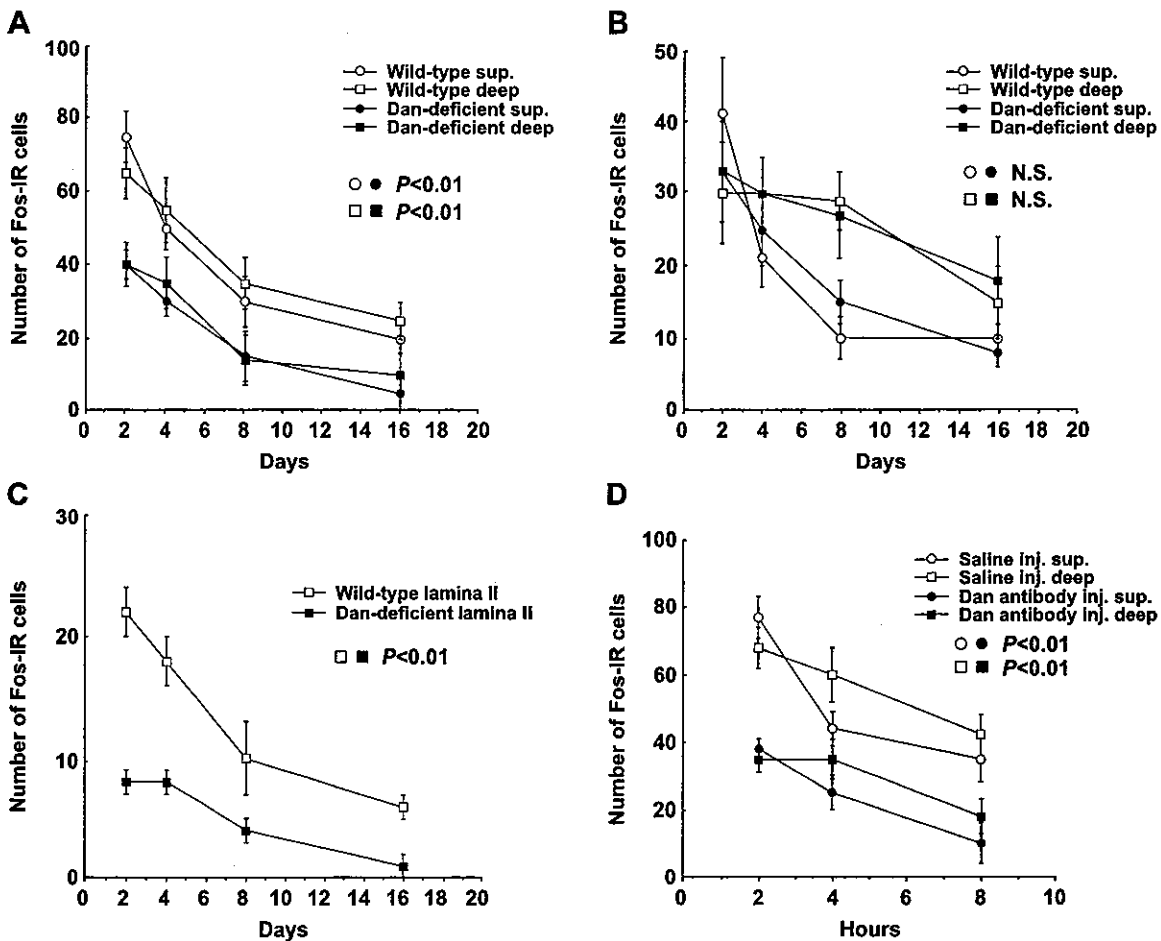 A
100
80
60
40
20
0
Number of Fos-IR cells
Wild-type sup.
Wild-type deep
Dan-deficient sup.
Dan-deficient deep
P<0.01
P<0.01
0 2 4 6 8 10 12 14 16 18 20
Days
B
50
40
30
20
10
0
Number of Fos-IR cells
Wild-type sup.
Wild-type deep
Dan-deficient sup.
Dan-deficient deep
N.S.
N.S.
0 2 4 6 8 10 12 14 16 18 20
Days
C
30
20
10
0
Number of Fos-IR cells
Wild-type lamina IIi
Dan-deficient lamina IIi
P<0.01
0 2 4 6 8 10 12 14 16 18 20
Days
D
100
80
60
40
20
0
Number of Fos-IR cells
Saline inj. sup.
Saline inj. deep
Dan antibody inj. sup.
Dan antibody inj. deep
P<0.01
P<0.01
0 2 4 6 8 10
Hours